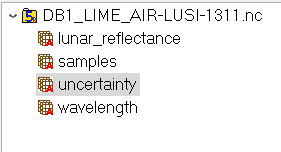 DB1_LIME_AIR-LUSI-1311.nc
lunar_reflectance
samples
uncertainty
wavelength